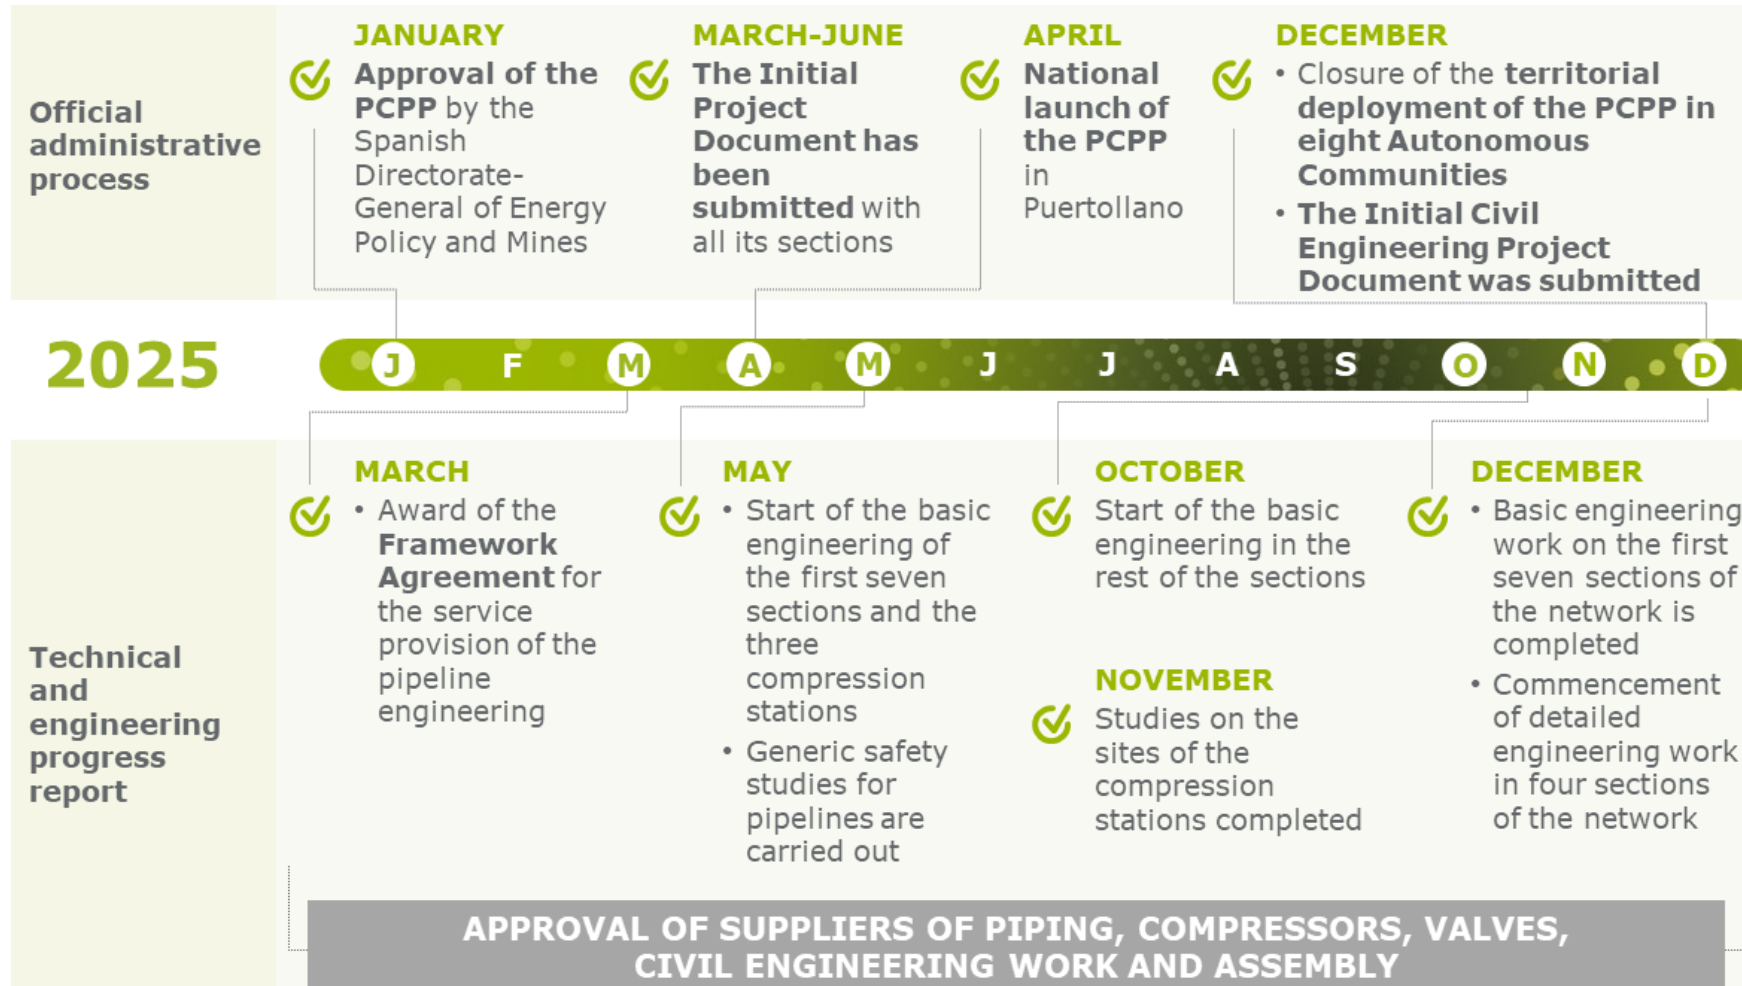 Official
administrative
process
JANUARY
Approval of the
PCPP by the
Spanish
Directorate-
General of Energy
Policy and Mines
MARCH-JUNE
The Initial
Project
Document has
been
submitted with
all its sections
APRIL
National
launch of
the PCPP
in
Puertollano
DECEMBER
• Closure of the territorial
deployment of the PCPP in
eight Autonomous
Communities
• The Initial Civil
Engineering Project
Document was submitted
2025
J F M A M J J A S O N D
Technical
and
engineering
progress
report
MARCH
• Award of the
Framework
Agreement for
the service
provision of the
pipeline
engineering
MAY
• Start of the basic
engineering of
the first seven
sections and the
three
compression
stations
• Generic safety
studies for
pipelines are
carried out
OCTOBER
Start of the basic
engineering in the
rest of the sections
NOVEMBER
Studies on the
sites of the
compression
stations completed
DECEMBER
• Basic engineering
work on the first
seven sections of
the network is
completed
• Commencement
of detailed
engineering work
in four sections
of the network
APPROVAL OF SUPPLIERS OF PIPING, COMPRESSORS, VALVES,
CIVIL ENGINEERING WORK AND ASSEMBLY